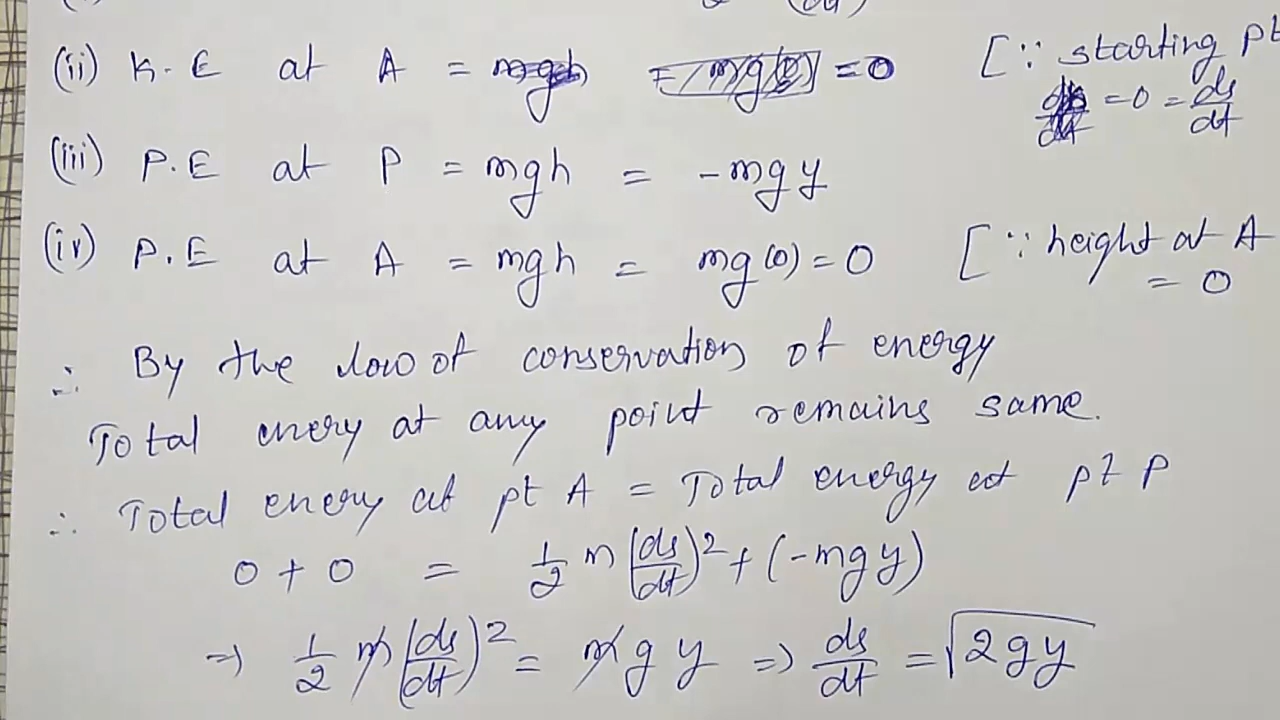 (ii) K.E at A = = 0 [∵ starting pt
= 0 = ds/dt
(iii) P.E at P = mgh = -mgy
(iv) P.E at A = mgh = mg(0) = 0 [∵ height at A
= 0
∴ By the law of conservation of energy
Total enery at any point remains same.
∴ Total enery at pt A = Total energy at pt P
0 + 0 = 1/2 m (ds/dt)² + (-mgy)
⇒ 1/2 m (ds/dt)² = mgy ⇒ ds/dt = √2gy